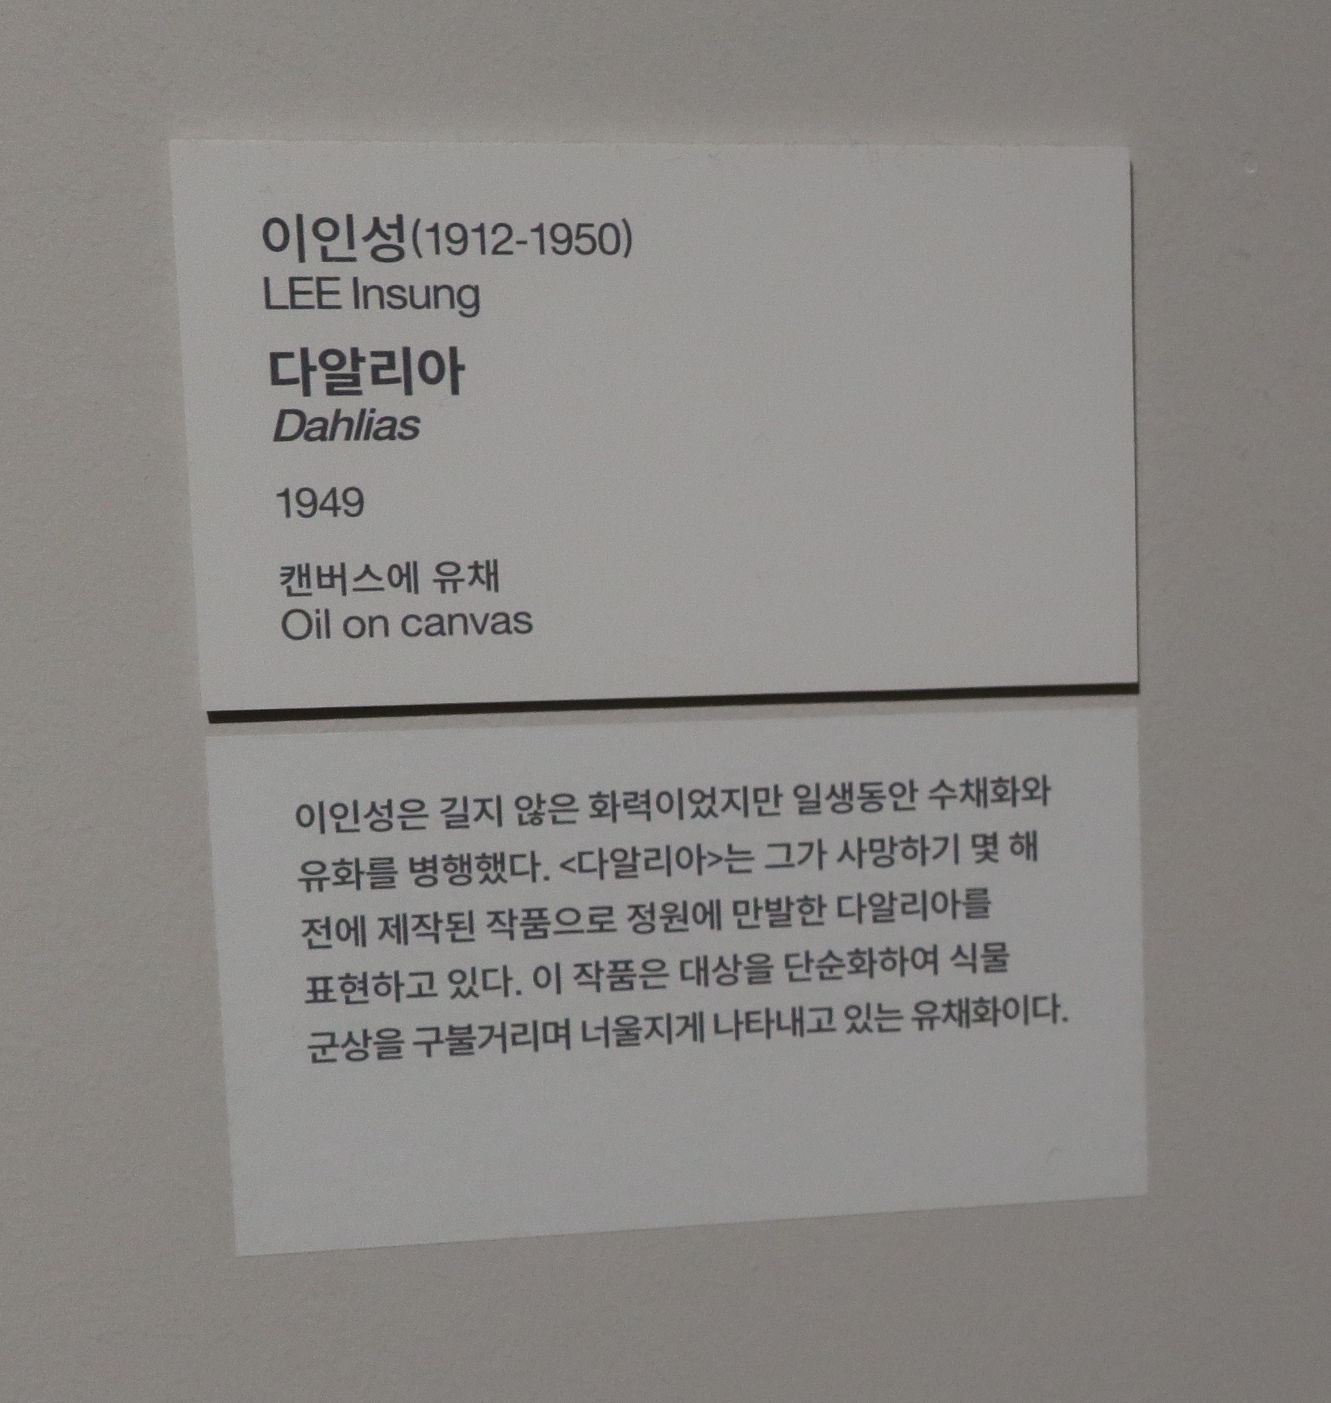 이인성(1912-1950)
LEE Insung
다알리아
Dahlias
1949
캔버스에 유채
Oil on canvas
이인성은 길지 않은 화력이었지만 일생동안 수채화와
유화를 병행했다. <다알리아>는 그가 사망하기 몇 해
전에 제작된 작품으로 정원에 만발한 다알리아를
표현하고 있다. 이 작품은 대상을 단순화하여 식물
군상을 구불거리며 너울지게 나타내고 있는 유채화이다.